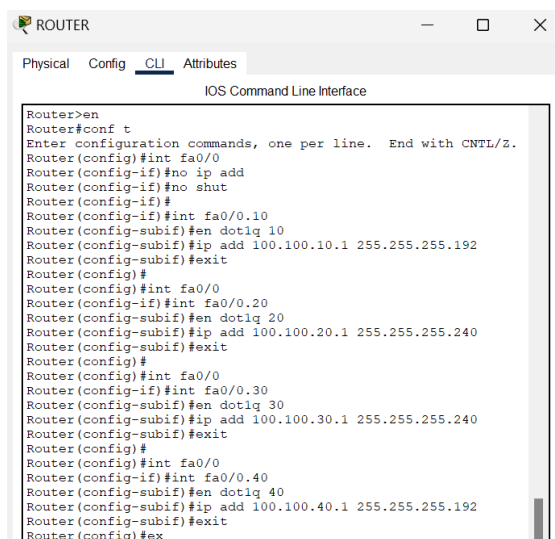 ROUTER
Physical Config CLI Attributes
IOS Command Line Interface
Router>en
Router#conf t
Enter configuration commands, one per line.  End with CNTL/Z.
Router(config)#int fa0/0
Router(config-if)#no ip add
Router(config-if)#no shut
Router(config-if)#
Router(config-if)#int fa0/0.10
Router(config-subif)#en dot1q 10
Router(config-subif)#ip add 100.100.10.1 255.255.255.192
Router(config-subif)#exit
Router(config)#
Router(config)#int fa0/0
Router(config-if)#int fa0/0.20
Router(config-subif)#en dot1q 20
Router(config-subif)#ip add 100.100.20.1 255.255.255.240
Router(config-subif)#exit
Router(config)#
Router(config)#int fa0/0
Router(config-if)#int fa0/0.30
Router(config-subif)#en dot1q 30
Router(config-subif)#ip add 100.100.30.1 255.255.255.240
Router(config-subif)#exit
Router(config)#
Router(config)#int fa0/0
Router(config-if)#int fa0/0.40
Router(config-subif)#en dot1q 40
Router(config-subif)#ip add 100.100.40.1 255.255.255.192
Router(config-subif)#exit
Router(config)#ex